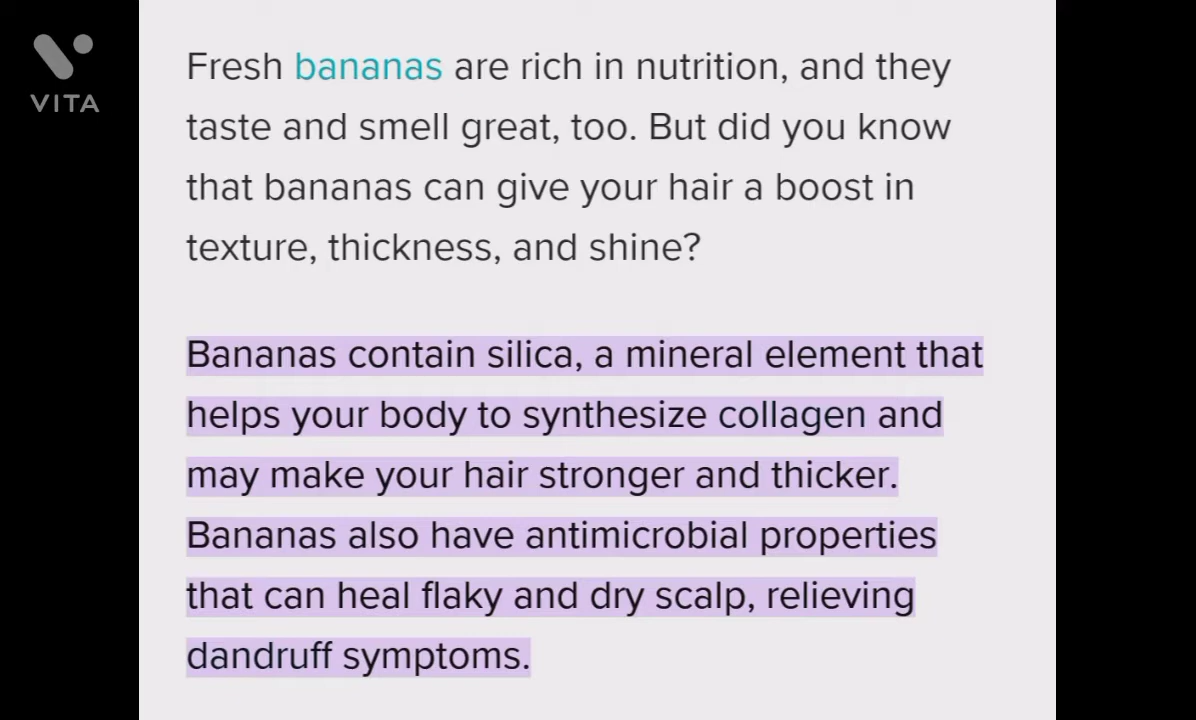 VITA
Fresh bananas are rich in nutrition, and they
taste and smell great, too. But did you know
that bananas can give your hair a boost in
texture, thickness, and shine?
Bananas contain silica, a mineral element that
helps your body to synthesize collagen and
may make your hair stronger and thicker.
Bananas also have antimicrobial properties
that can heal flaky and dry scalp, relieving
dandruff symptoms.